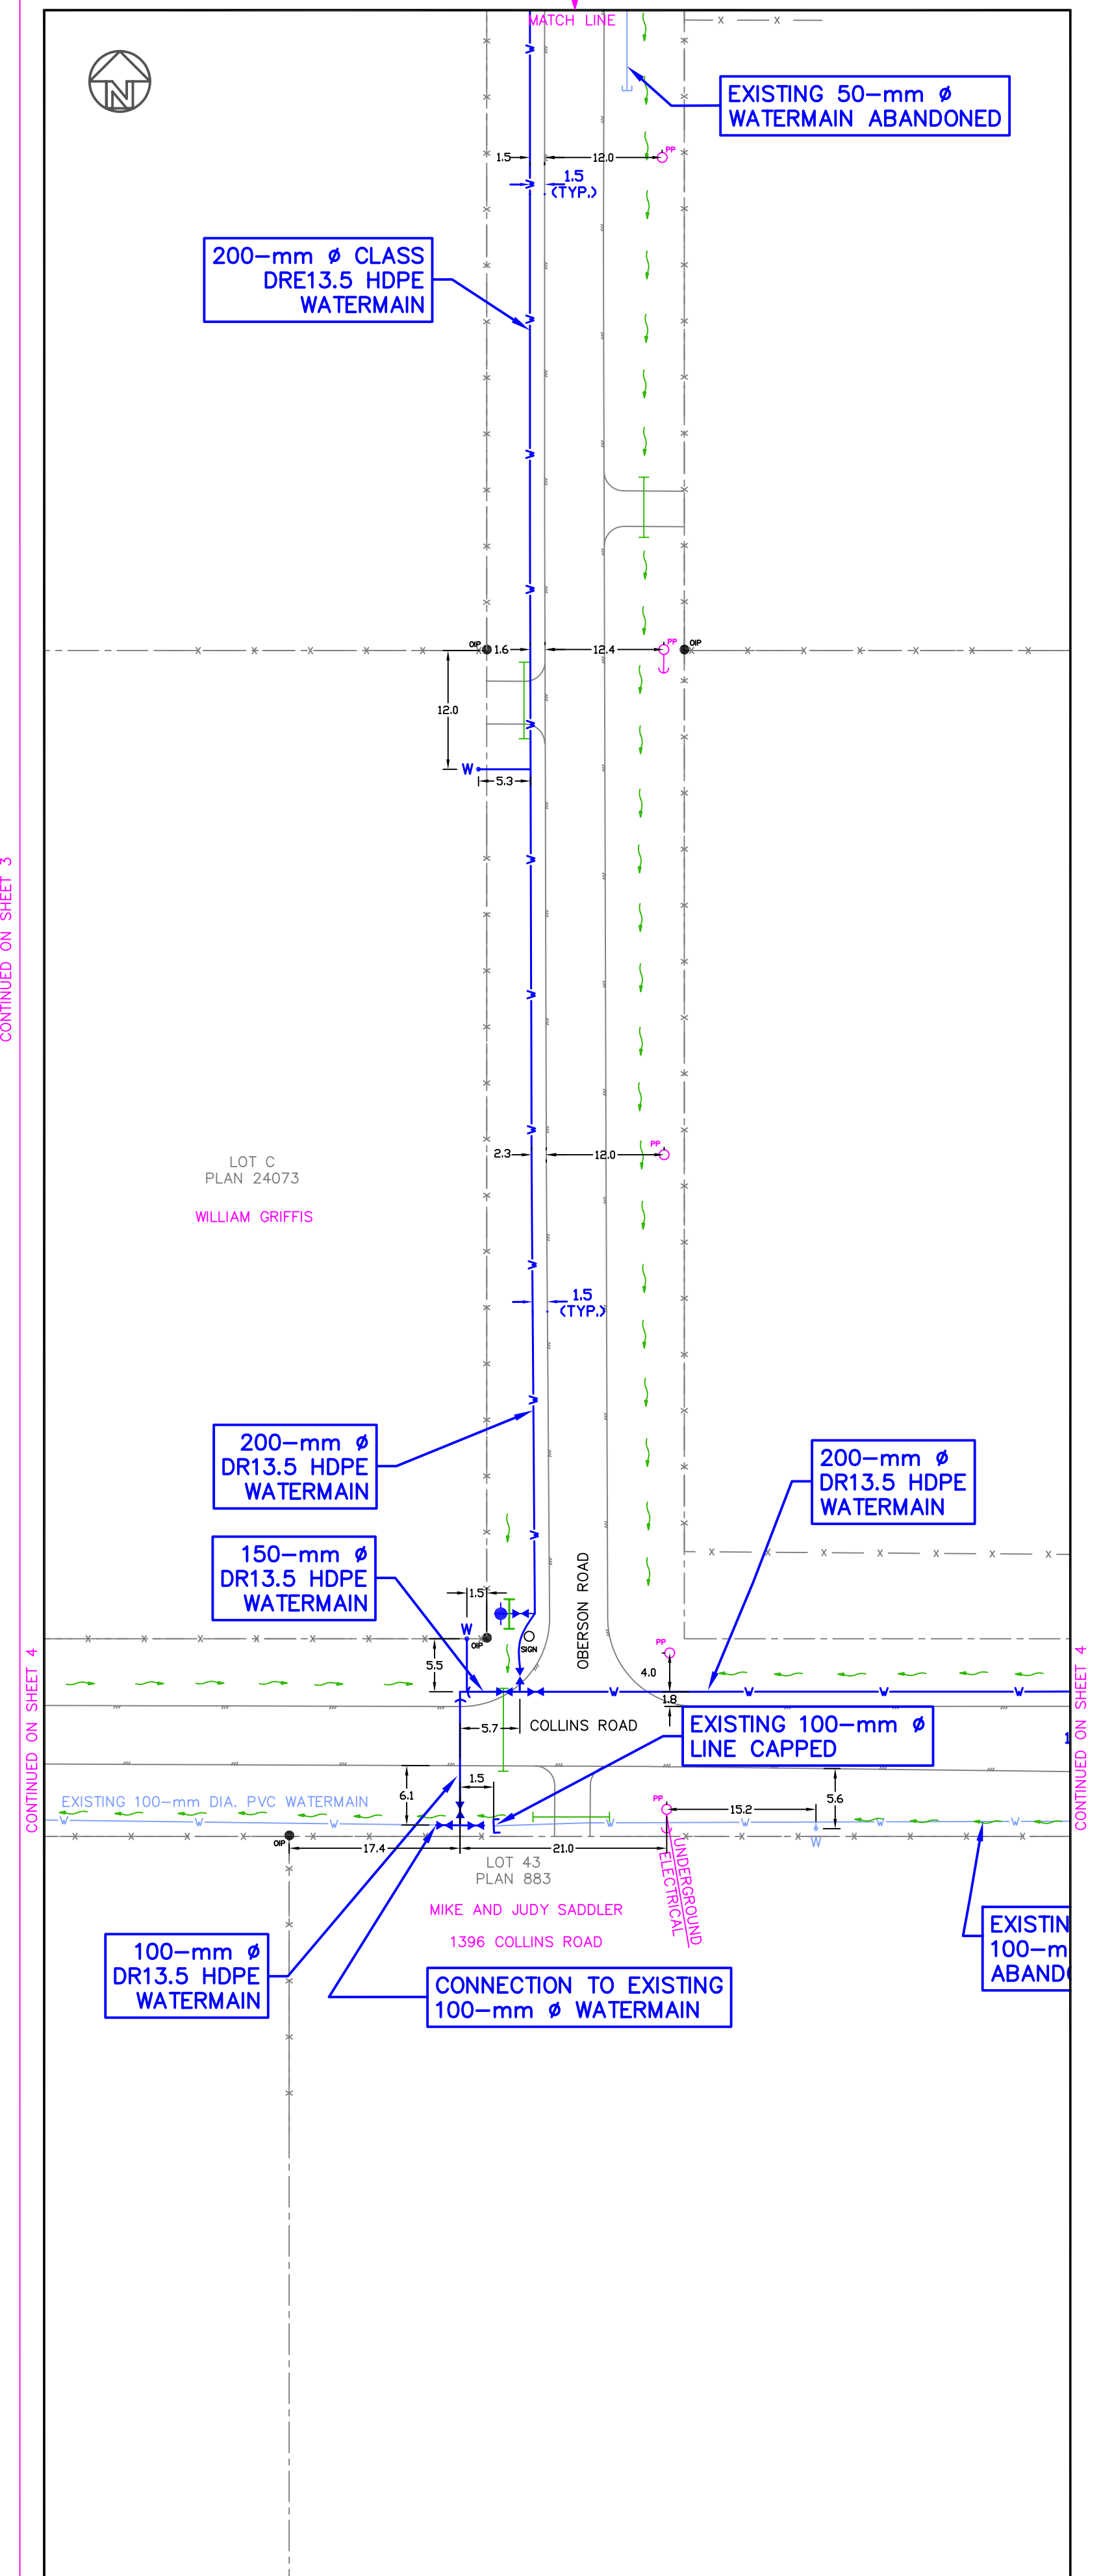 MATCH LINE
N
EXISTING 50-mm Ø
WATERMAIN ABANDONED
PP
1.5
12.0
1.5
(TYP.)
200-mm Ø CLASS
DRE13.5 HDPE
WATERMAIN
OIP
1.6
12.4
PP
OIP
12.0
W
5.3
CONTINUED ON SHEET 3
PP
2.3
12.0
LOT C
PLAN 24073
WILLIAM GRIFFIS
1.5
(TYP.)
200-mm Ø
DR13.5 HDPE
WATERMAIN
200-mm Ø
DR13.5 HDPE
WATERMAIN
150-mm Ø
DR13.5 HDPE
WATERMAIN
OBERSON ROAD
1.5
W
OIP
SIGN
PP
5.5
4.0
1.8
CONTINUED ON SHEET 4
CONTINUED ON SHEET 4
5.7
COLLINS ROAD
EXISTING 100-mm Ø
LINE CAPPED
1.5
6.1
EXISTING 100-mm DIA. PVC WATERMAIN
PP
15.2
5.6
W
OIP
17.4
21.0
UNDERGROUND
ELECTRICAL
LOT 43
PLAN 883
MIKE AND JUDY SADDLER
1396 COLLINS ROAD
EXISTIN
100-m
ABAND
100-mm Ø
DR13.5 HDPE
WATERMAIN
CONNECTION TO EXISTING
100-mm Ø WATERMAIN